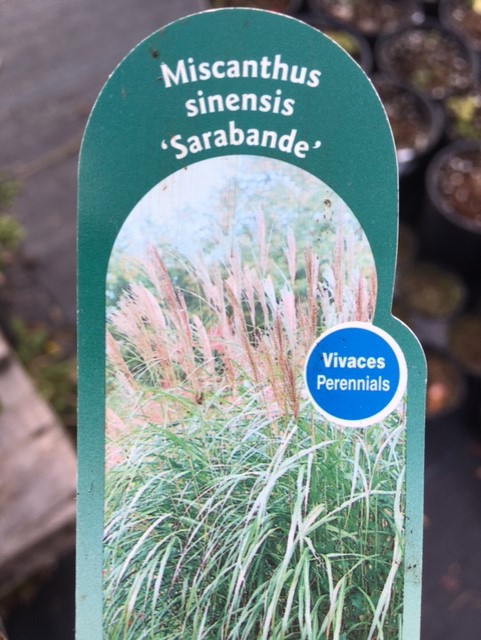 Miscanthus
sinensis
‘Sarabande’
Vivaces
Perennials